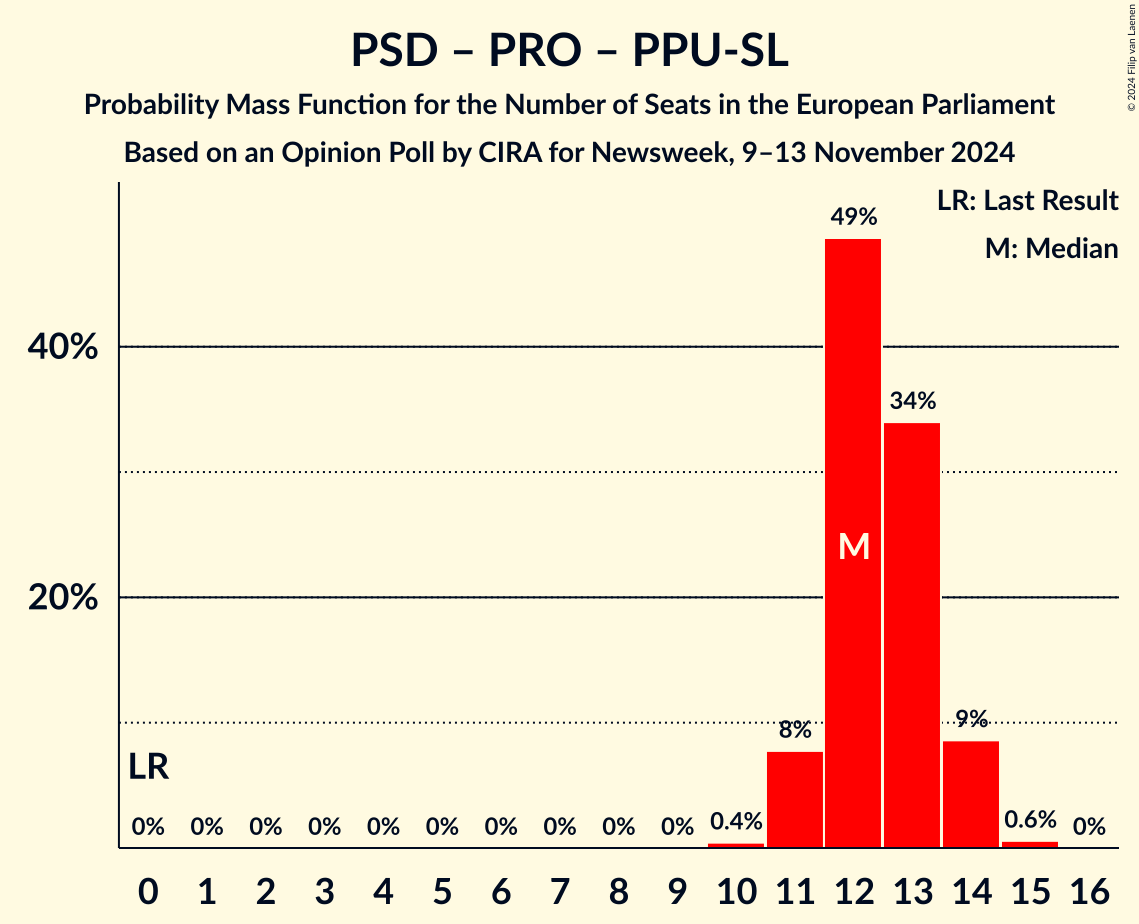 PSD – PRO – PPU-SL
Probability Mass Function for the Number of Seats in the European Parliament
Based on an Opinion Poll by CIRA for Newsweek, 9–13 November 2024
© 2024 Filip van Laenen
LR: Last Result
M: Median
40%
20%
49%
34%
M
8%
9%
LR
0% 0% 0% 0% 0% 0% 0% 0% 0% 0% 0.4% 0.6% 0%
0 1 2 3 4 5 6 7 8 9 10 11 12 13 14 15 16